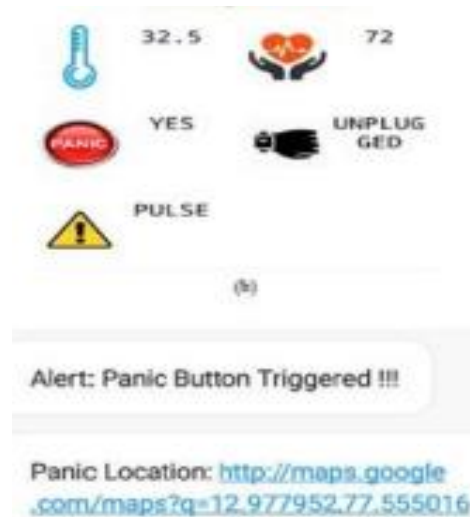 32.5 72
PANIC YES UNPLUG
GED
PULSE
(b)
Alert: Panic Button Triggered !!!
Panic Location: http://maps.google
.com/maps?q=12.977952,77.555016